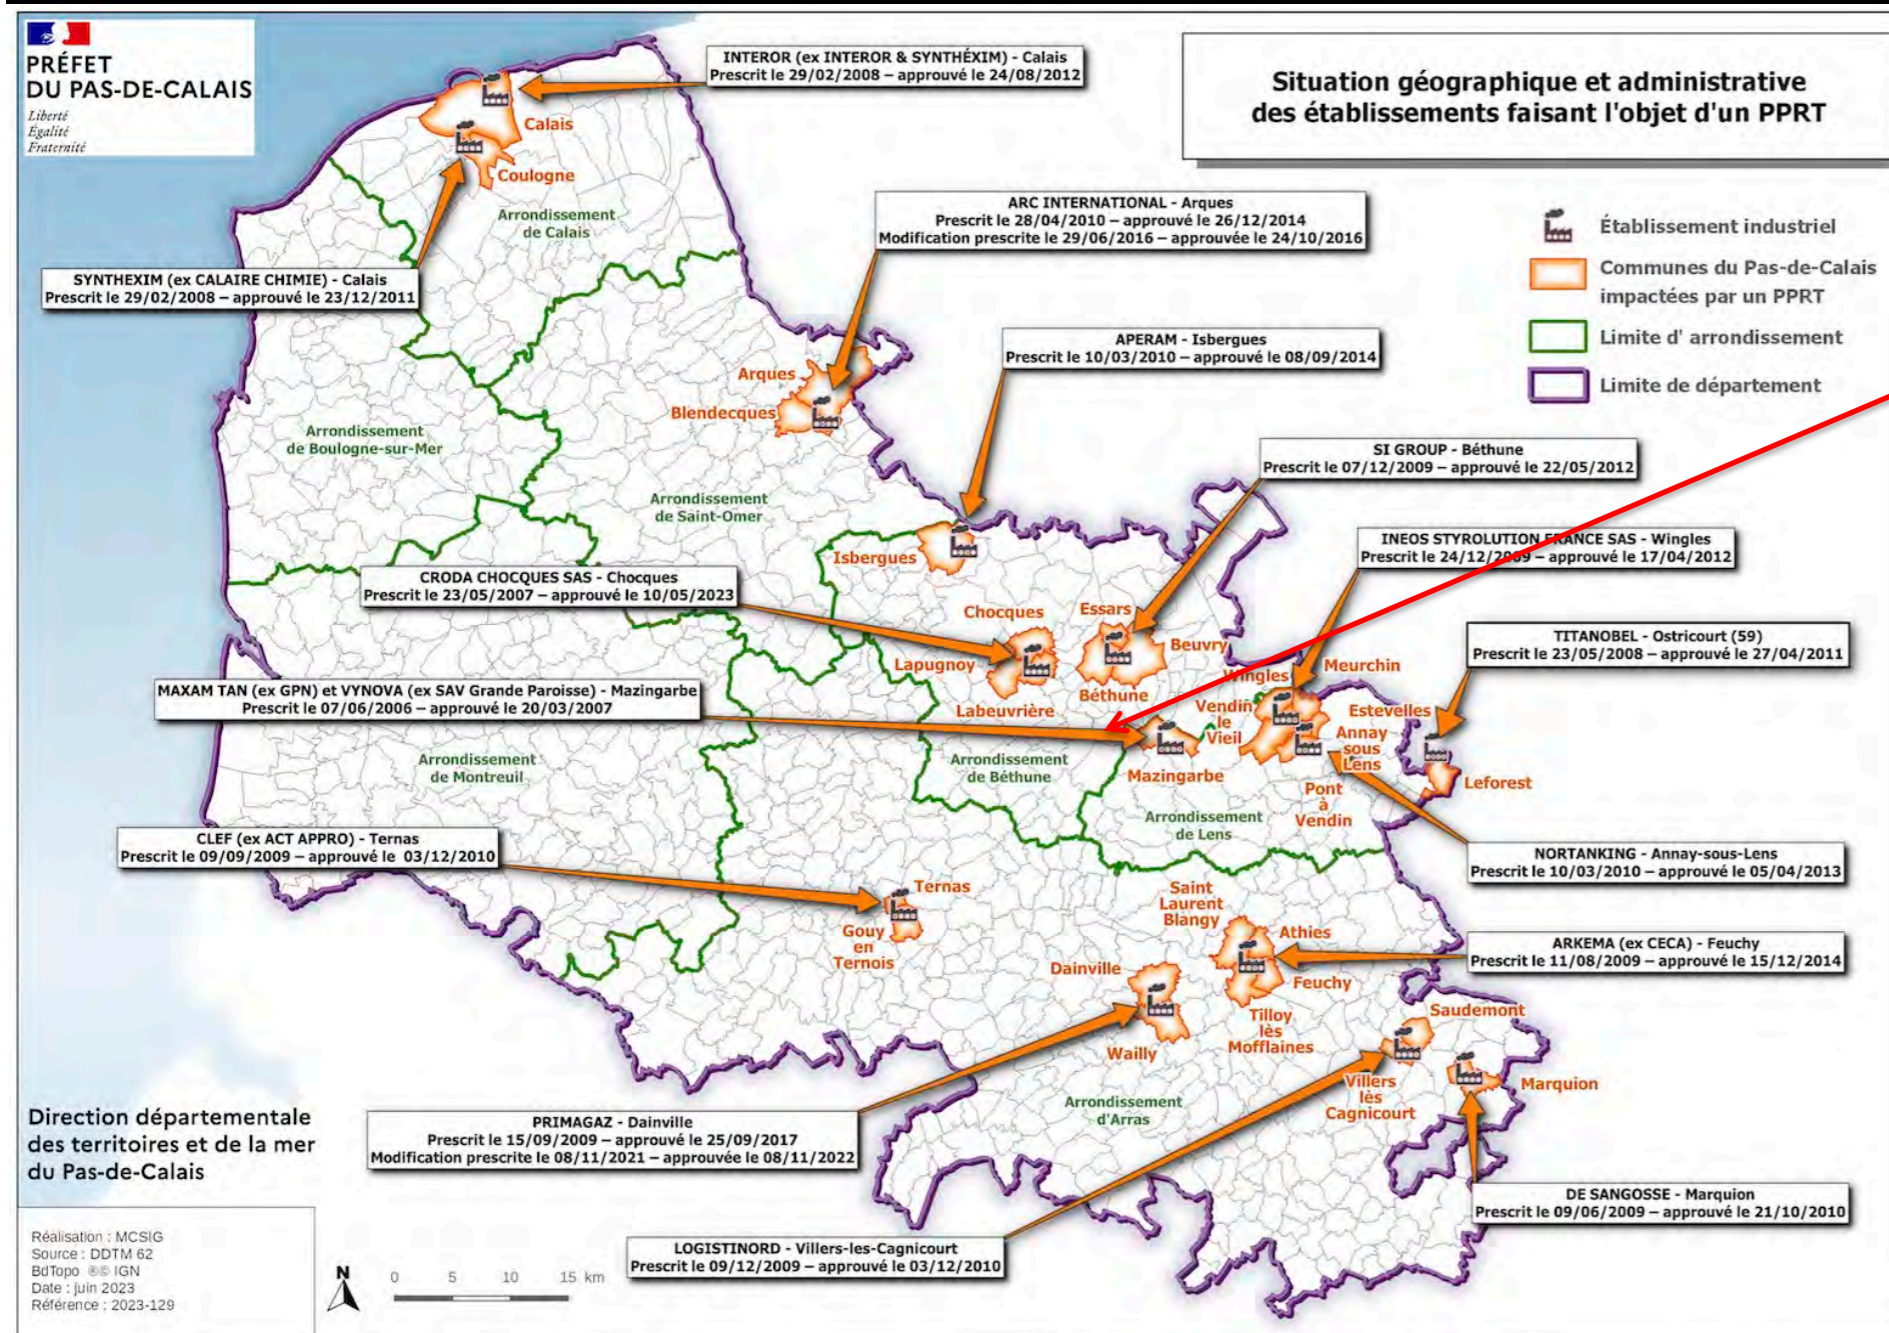 PRÉFET
DU PAS-DE-CALAIS
Liberté
Égalité
Fraternité
Situation géographique et administrative
des établissements faisant l'objet d'un PPRT
Établissement industriel
Communes du Pas-de-Calais
impactées par un PPRT
Limite d' arrondissement
Limite de département
INTEROR (ex INTEROR & SYNTHÉXIM) - Calais
Prescrit le 29/02/2008 – approuvé le 24/08/2012
Calais
Coulogne
Arrondissement
de Calais
ARC INTERNATIONAL - Arques
Prescrit le 28/04/2010 – approuvé le 26/12/2014
Modification prescrite le 29/06/2016 – approuvée le 24/10/2016
SYNTHEXIM (ex CALAIRE CHIMIE) - Calais
Prescrit le 29/02/2008 – approuvé le 23/12/2011
APERAM - Isbergues
Prescrit le 10/03/2010 – approuvé le 08/09/2014
Arques
Blendecques
Arrondissement
de Boulogne-sur-Mer
SI GROUP - Béthune
Prescrit le 07/12/2009 – approuvé le 22/05/2012
Arrondissement
de Saint-Omer
INEOS STYROLUTION FRANCE SAS - Wingles
Prescrit le 24/12/2009 – approuvé le 17/04/2012
Isbergues
CRODA CHOCQUES SAS - Chocques
Prescrit le 23/05/2007 – approuvé le 10/05/2023
Chocques
Essars
Beuvry
Lapugnoy
Béthune
Labeuvrière
TITANOBEL - Ostricourt (59)
Prescrit le 23/05/2008 – approuvé le 27/04/2011
Wingles
Meurchin
MAXAM TAN (ex GPN) et VYNOVA (ex SAV Grande Paroisse) - Mazingarbe
Prescrit le 07/06/2006 – approuvé le 20/03/2007
Vendin
le
Vieil
Estevelles
Annay
sous
Lens
Mazingarbe
Leforest
Pont
à
Vendin
Arrondissement
de Montreuil
Arrondissement
de Béthune
Arrondissement
de Lens
CLEF (ex ACT APPRO) - Ternas
Prescrit le 09/09/2009 – approuvé le 03/12/2010
NORTANKING - Annay-sous-Lens
Prescrit le 10/03/2010 – approuvé le 05/04/2013
Ternas
Gouy
en
Ternois
Saint
Laurent
Blangy
Athies
Feuchy
Tilloy
lès
Mofflaines
ARKEMA (ex CECA) - Feuchy
Prescrit le 11/08/2009 – approuvé le 15/12/2014
Dainville
Wailly
Saudemont
Villers
lès
Cagnicourt
Marquion
Arrondissement
d'Arras
PRIMAGAZ - Dainville
Prescrit le 15/09/2009 – approuvé le 25/09/2017
Modification prescrite le 08/11/2021 – approuvée le 08/11/2022
DE SANGOSSE - Marquion
Prescrit le 09/06/2009 – approuvé le 21/10/2010
LOGISTINORD - Villers-les-Cagnicourt
Prescrit le 09/12/2009 – approuvé le 03/12/2010
Direction départementale
des territoires et de la mer
du Pas-de-Calais
Réalisation : MCSIG
Source : DDTM 62
BdTopo ®© IGN
Date : juin 2023
Référence : 2023-129
N
0 5 10 15 km